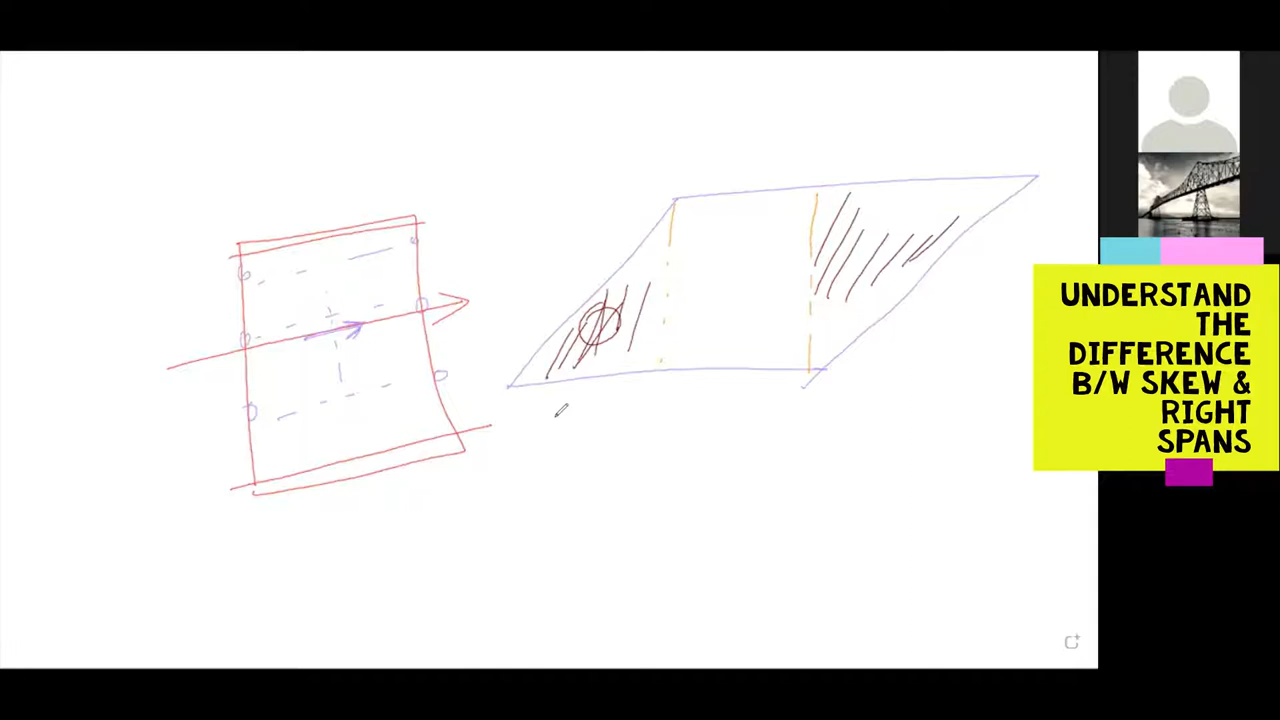 UNDERSTAND
THE
DIFFERENCE
B/W SKEW &
RIGHT
SPANS